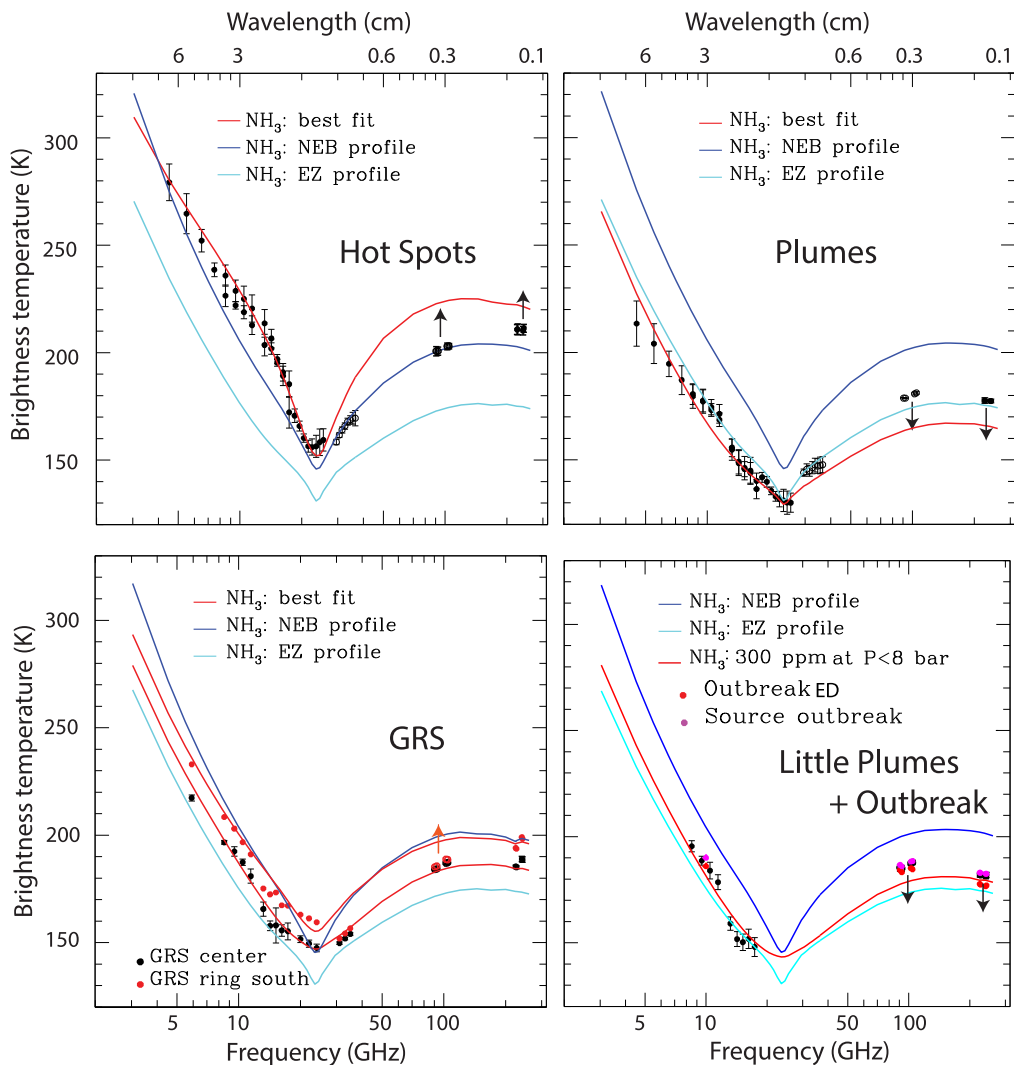 Wavelength (cm)
Wavelength (cm)
6 3 0.6 0.3 0.1
6 3 0.6 0.3 0.1
Brightness temperature (K)
300
250
200
150
NH3: best fit
NH3: NEB profile
NH3: EZ profile
Hot Spots
NH3: best fit
NH3: NEB profile
NH3: EZ profile
Plumes
Brightness temperature (K)
300
250
200
150
NH3: best fit
NH3: NEB profile
NH3: EZ profile
GRS
GRS center
GRS ring south
NH3: NEB profile
NH3: EZ profile
NH3: 300 ppm at P<8 bar
Outbreak ED
Source outbreak
Little Plumes
+ Outbreak
5 10 50 100
5 10 50 100
Frequency (GHz)
Frequency (GHz)